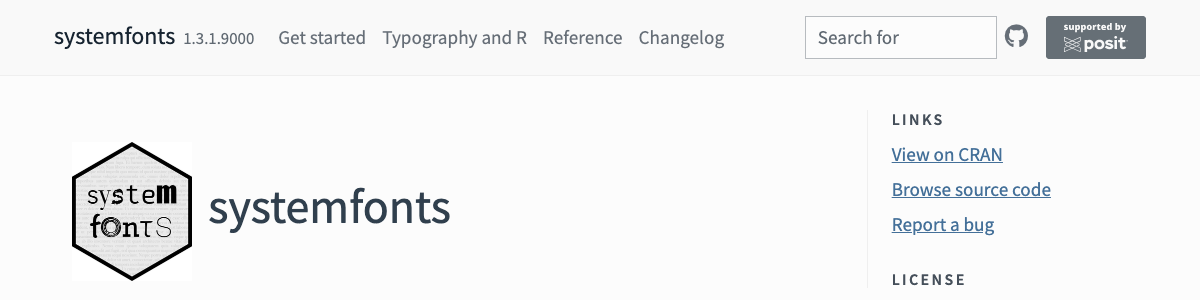 systemfonts 1.3.1.9000 Get started Typography and R Reference Changelog Search for supported by posit
system
fonts
systemfonts
LINKS
View on CRAN
Browse source code
Report a bug
LICENSE